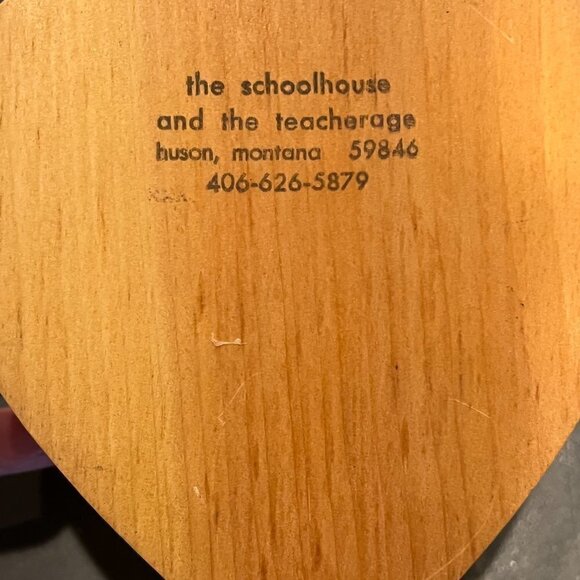 the schoolhouse
and the teacherage
huson, montana 59846
406-626-5879